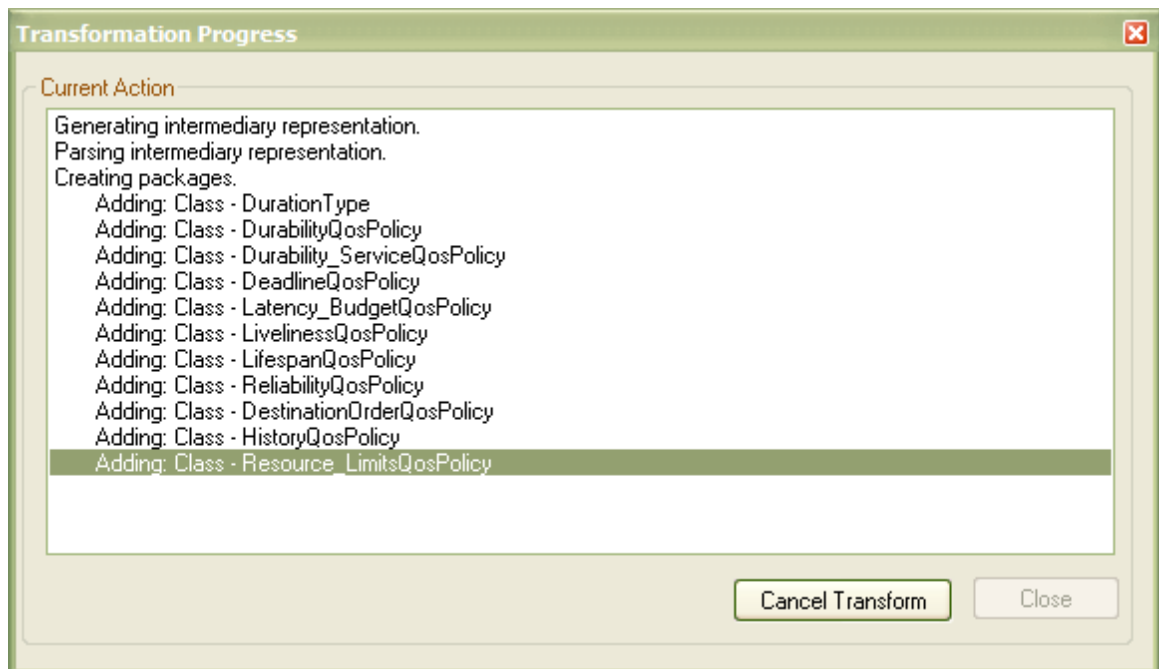 Transformation Progress
Current Action
Generating intermediary representation.
Parsing intermediary representation.
Creating packages.
Adding: Class - DurationType
Adding: Class - DurabilityQosPolicy
Adding: Class - Durability_ServiceQosPolicy
Adding: Class - DeadlineQosPolicy
Adding: Class - Latency_BudgetQosPolicy
Adding: Class - LivelinessQosPolicy
Adding: Class - LifespanQosPolicy
Adding: Class - ReliabilityQosPolicy
Adding: Class - DestinationOrderQosPolicy
Adding: Class - HistoryQosPolicy
Adding: Class - Resource_LimitsQosPolicy
Cancel Transform Close